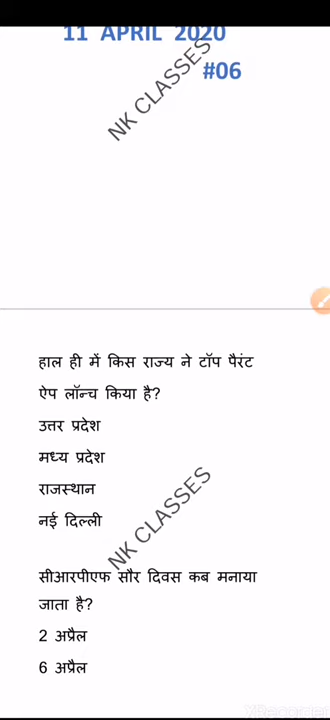 11 APRIL 2020
#06
NK CLASSES
हाल ही में किस राज्य ने टॉप पैरंट
ऐप लॉन्च किया है?
उत्तर प्रदेश
मध्य प्रदेश
राजस्थान
नई दिल्ली
NK CLASSES
सीआरपीएफ सौर दिवस कब मनाया
जाता है?
2 अप्रैल
6 अप्रैल
XRecorder